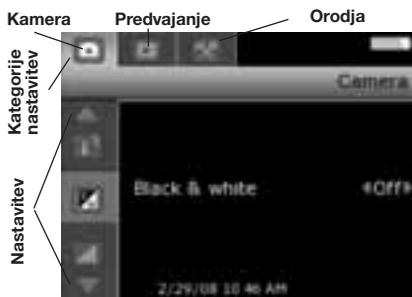 Kamera Predvajanje Orodja
Kategorije
nastavitev
Camera
Nastavitev
Black & white Off
2/29/08 10 46 AM